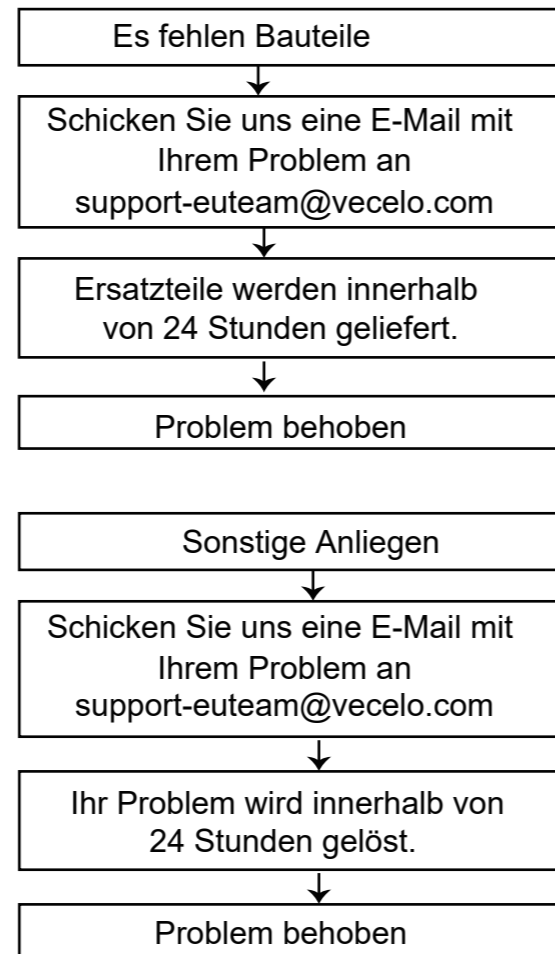 Es fehlen Bauteile
Schicken Sie uns eine E-Mail mit
Ihrem Problem an
support-euteam@vecelo.com
Ersatzteile werden innerhalb
von 24 Stunden geliefert.
Problem behoben
Sonstige Anliegen
Schicken Sie uns eine E-Mail mit
Ihrem Problem an
support-euteam@vecelo.com
Ihr Problem wird innerhalb von
24 Stunden gelöst.
Problem behoben